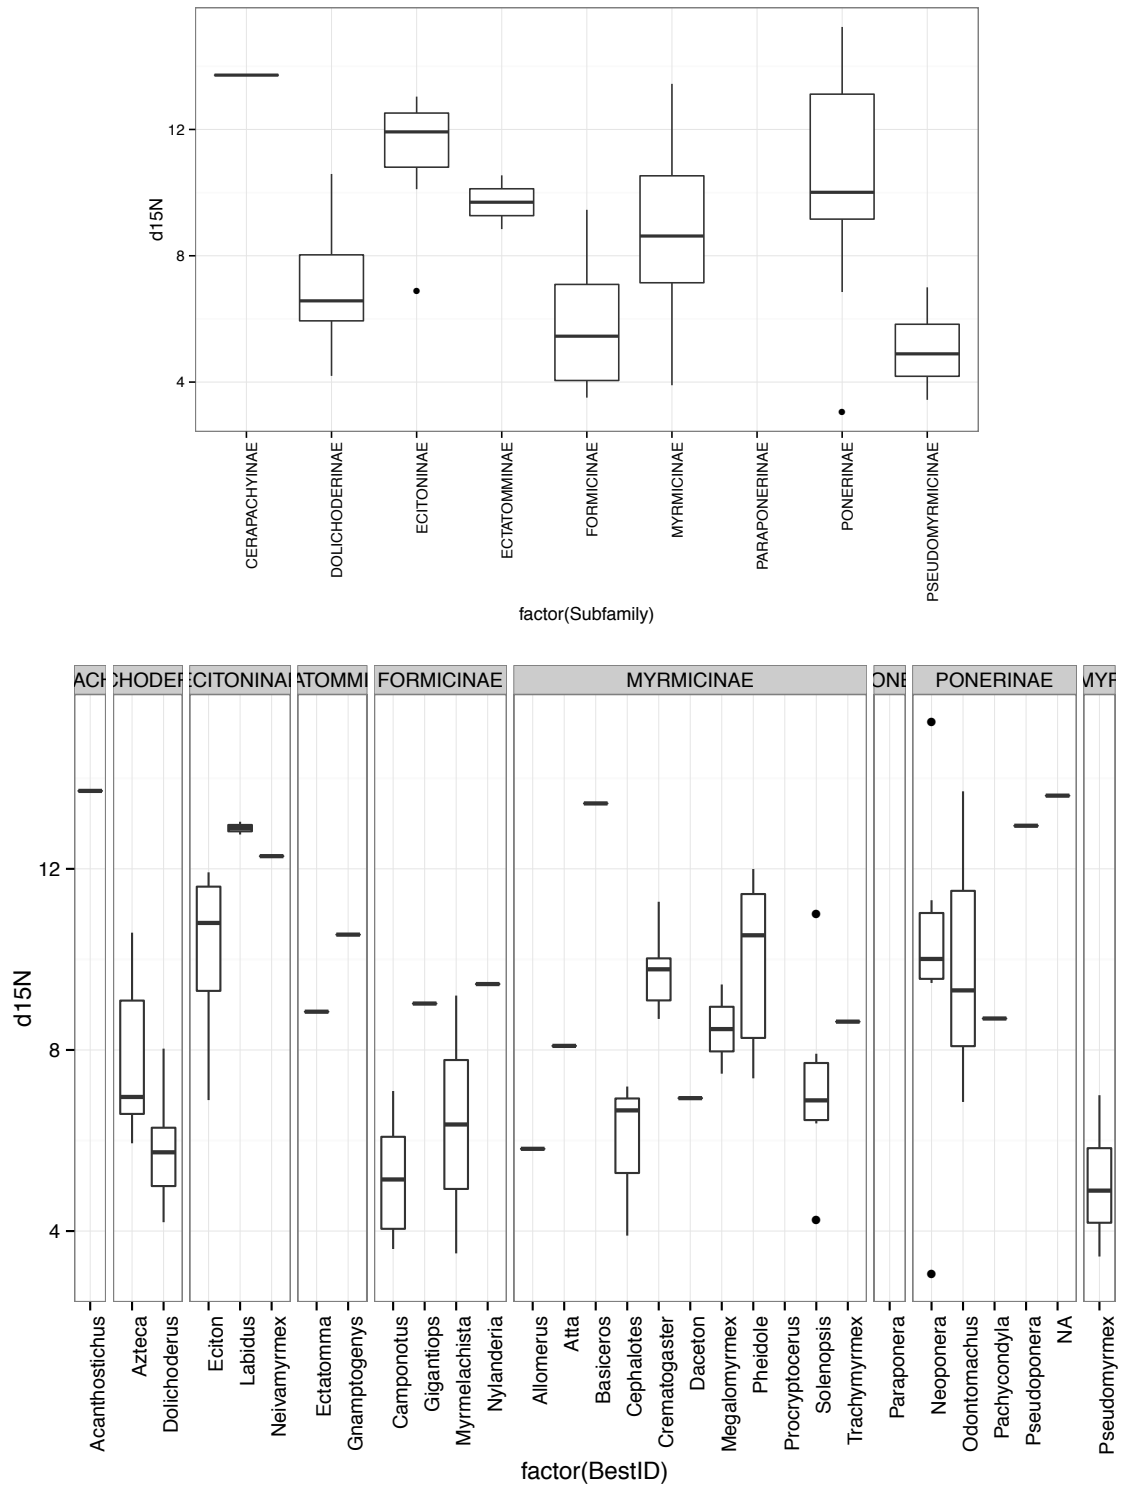 12
8
4
d15N
CERAPACHYINAE
DOLICHODERINAE
ECITONINAE
ECTATOMMINAE
FORMICINAE
MYRMICINAE
PARAPONERINAE
PONERINAE
PSEUDOMYRMICINAE
factor(Subfamily)
ACH CHODER ECITONINAE ATOMMI FORMICINAE MYRMICINAE ONE PONERINAE MYR
12
8
4
d15N
Acanthostichus
Azteca
Dolichoderus
Eciton
Labidus
Neivamyrmex
Ectatomma
Gnamptogenys
Camponotus
Gigantiops
Myrmelachista
Nylanderia
Allomerus
Atta
Basiceros
Cephalotes
Crematogaster
Daceton
Megalomyrmex
Pheidole
Procryptocerus
Solenopsis
Trachymyrmex
Paraponera
Neoponera
Odontomachus
Pachycondyla
Pseudoponera
NA
Pseudomyrmex
factor(BestID)